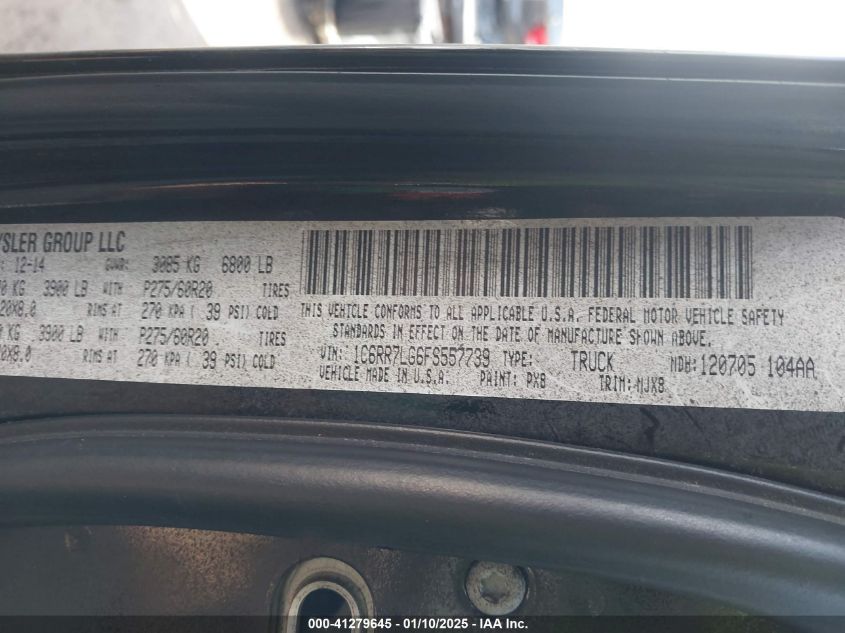 YSLER GROUP LLC
12-14 GVWR: 3085 KG 6800 LB
KG 3900 LB WITH P275/60R20 TIRES
20X8.0 RIMS AT 270 KPA ( 39 PSI) COLD
KG 3900 LB WITH P275/60R20 TIRES
20X8.0 RIMS AT 270 KPA ( 39 PSI) COLD
THIS VEHICLE CONFORMS TO ALL APPLICABLE U.S.A. FEDERAL MOTOR VEHICLE SAFETY
STANDARDS IN EFFECT ON THE DATE OF MANUFACTURE SHOWN ABOVE.
VIN: 1C6RR7LG6FS557739 TYPE: TRUCK MDH:120705 104AA
VEHICLE MADE IN U.S.A. PAINT: PX8 TRIM:MJX8
000-41279645 - 01/10/2025 - IAA Inc.